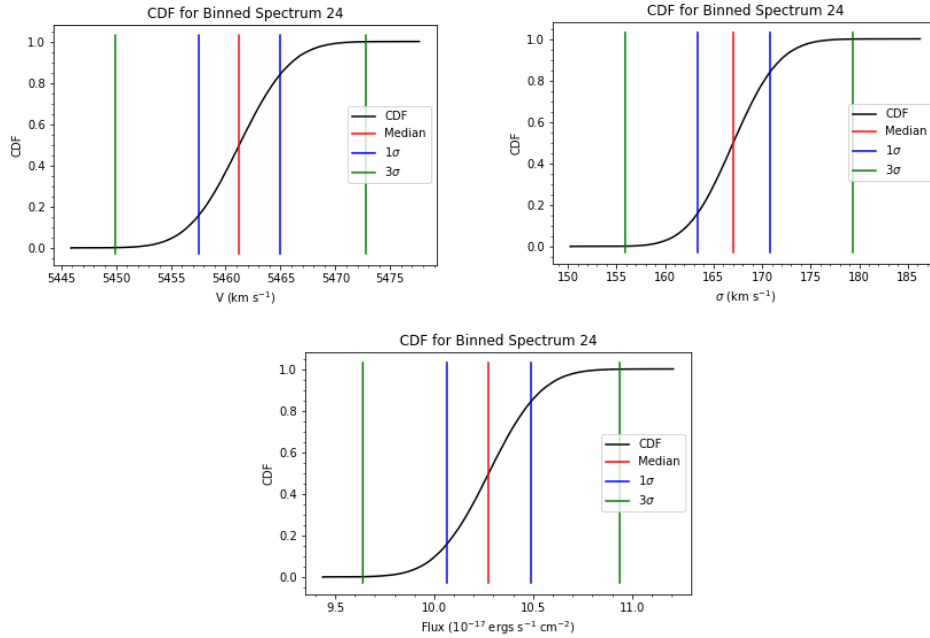 CDF for Binned Spectrum 24
1.0
0.8
0.6
0.4
0.2
0.0
CDF
CDF
Median
1σ
3σ
5445 5450 5455 5460 5465 5470 5475
V (km s⁻¹)
CDF for Binned Spectrum 24
1.0
0.8
0.6
0.4
0.2
0.0
CDF
CDF
Median
1σ
3σ
150 155 160 165 170 175 180 185
σ (km s⁻¹)
CDF for Binned Spectrum 24
1.0
0.8
0.6
0.4
0.2
0.0
CDF
CDF
Median
1σ
3σ
9.5 10.0 10.5 11.0
Flux (10⁻¹⁷ ergs s⁻¹ cm⁻²)